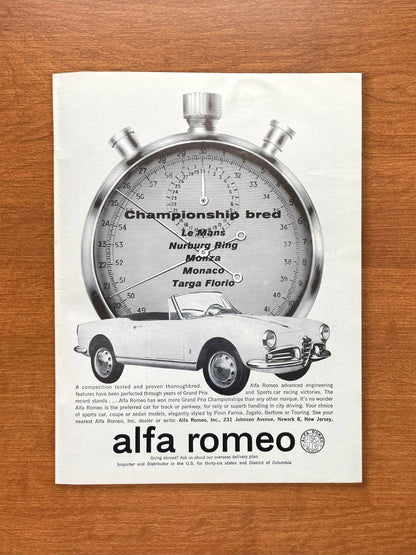 Championship bred
Le Mans
Nurburg Ring
Monza
Monaco
Targa Florio
A competition tested and proven thoroughbred. Alfa Romeo advanced engineering
features have been perfected through years of Grand Prix and Sports car racing victories. The
record stands . . . Alfa Romeo has won more Grand Prix Championships than any other marque. It's no wonder
Alfa Romeo is the preferred car for track or parkway, for rally or superb handling in city driving. Your choice
of sports car, coupe or sedan models, elegantly styled by Pinin Farina, Zagato, Bertone or Touring. See your
nearest Alfa Romeo, Inc. dealer or write: Alfa Romeo, Inc., 231 Johnson Avenue, Newark 8, New Jersey.
alfa romeo
Going abroad? Ask us about our overseas delivery plan.
Importer and Distributor in the U.S. for thirty-six states and District of Columbia